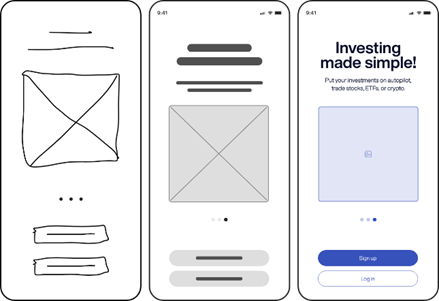 9:41
9:41
Investing
made simple!
Put your investments on autopilot,
trade stocks, ETFs, or crypto.
Sign up
Log in